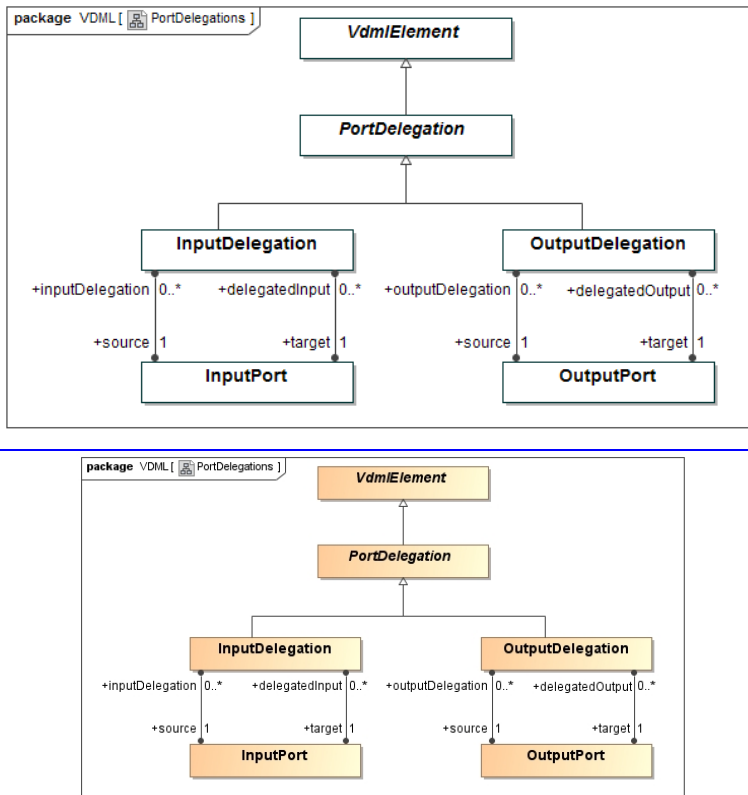 package VDML [ PortDelegations ]
VdmlElement
PortDelegation
InputDelegation OutputDelegation
+inputDelegation 0..* +delegatedInput 0..* +outputDelegation 0..* +delegatedOutput 0..*
+source 1 +target 1 +source 1 +target 1
InputPort OutputPort
package VDML [ PortDelegations ]
VdmlElement
PortDelegation
InputDelegation OutputDelegation
+inputDelegation 0..* +delegatedInput 0..* +outputDelegation 0..* +delegatedOutput 0..*
+source 1 +target 1 +source 1 +target 1
InputPort OutputPort